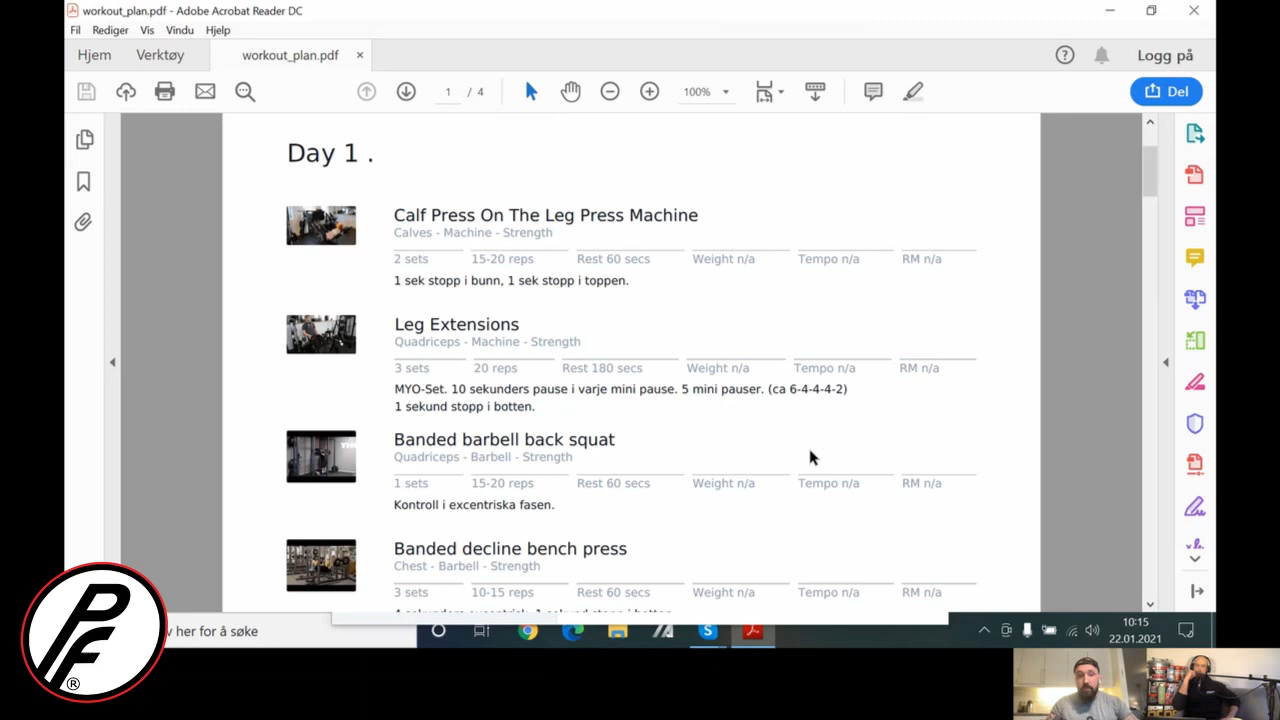 workout_plan.pdf - Adobe Acrobat Reader DC
Fil Rediger Vis Vindu Hjelp
Hjem Verktøy workout_plan.pdf × Logg på
1 / 4 100% Del
Day 1 .
Calf Press On The Leg Press Machine
Calves - Machine - Strength
2 sets 15-20 reps Rest 60 secs Weight n/a Tempo n/a RM n/a
1 sek stopp i bunn, 1 sek stopp i toppen.
Leg Extensions
Quadriceps - Machine - Strength
3 sets 20 reps Rest 180 secs Weight n/a Tempo n/a RM n/a
MYO-Set. 10 sekunders pause i varje mini pause. 5 mini pauser. (ca 6-4-4-4-2)
1 sekund stopp i botten.
Banded barbell back squat
Quadriceps - Barbell - Strength
1 sets 15-20 reps Rest 60 secs Weight n/a Tempo n/a RM n/a
Kontroll i excentriska fasen.
Banded decline bench press
Chest - Barbell - Strength
3 sets 10-15 reps Rest 60 secs Weight n/a Tempo n/a RM n/a
PF ®
her for å søke
10:15
22.01.2021